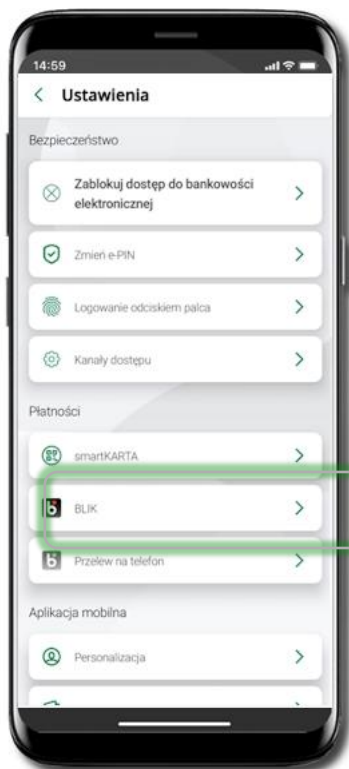 14:59
Ustawienia
Bezpieczeństwo
Zablokuj dostęp do bankowości
elektronicznej
Zmień e-PIN
Logowanie odciskiem palca
Kanały dostępu
Płatności
smartKARTA
BLIK
Przelew na telefon
Aplikacja mobilna
Personalizacja